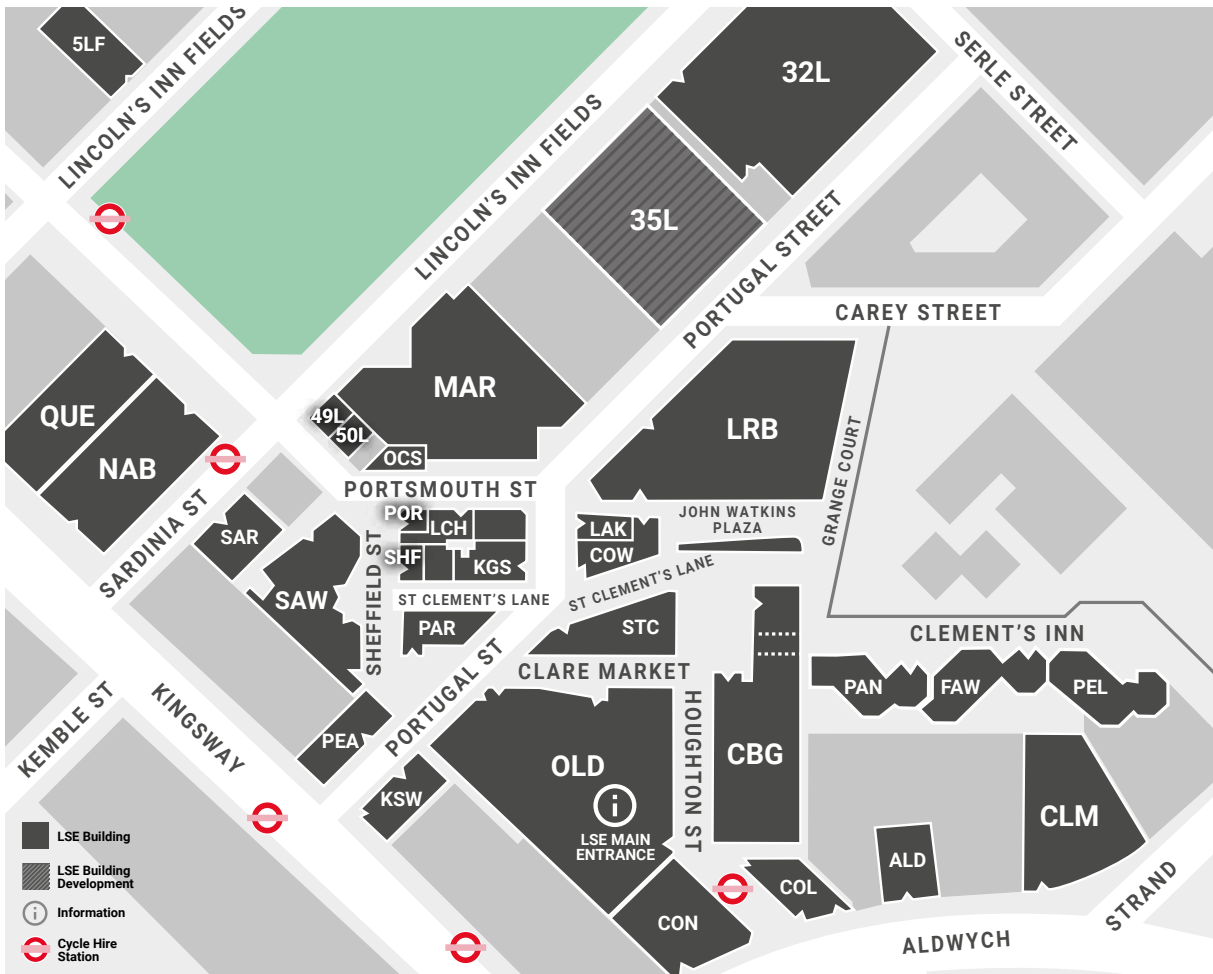 5LF
LINCOLN'S INN FIELDS
32L
SERLE STREET
LINCOLN'S INN FIELDS
35L
PORTUGAL STREET
CAREY STREET
MAR
QUE
49L
50L
LRB
NAB
OCS
GRANGE COURT
PORTSMOUTH ST
SARDINIA ST
POR
LCH
JOHN WATKINS
PLAZA
SAR
LAK
SHEFFIELD ST
SHF
KGS
COW
ST CLEMENT'S LANE
SAW
ST CLEMENT'S LANE
PAR
STC
CLEMENT'S INN
CLARE MARKET
PAN
FAW
PEL
KEMBLE ST
KINGSWAY
PEA
PORTUGAL ST
HOUGHTON ST
OLD
CBG
KSW
LSE MAIN
ENTRANCE
CLM
ALD
COL
CON
STRAND
ALDWYCH
LSE Building
LSE Building
Development
Information
Cycle Hire
Station